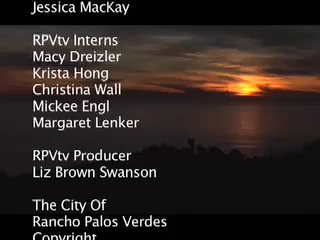 Jessica MacKay
RPVtv Interns
Macy Dreizler
Krista Hong
Christina Wall
Mickee Engl
Margaret Lenker
RPVtv Producer
Liz Brown Swanson
The City Of
Rancho Palos Verdes
Copyright